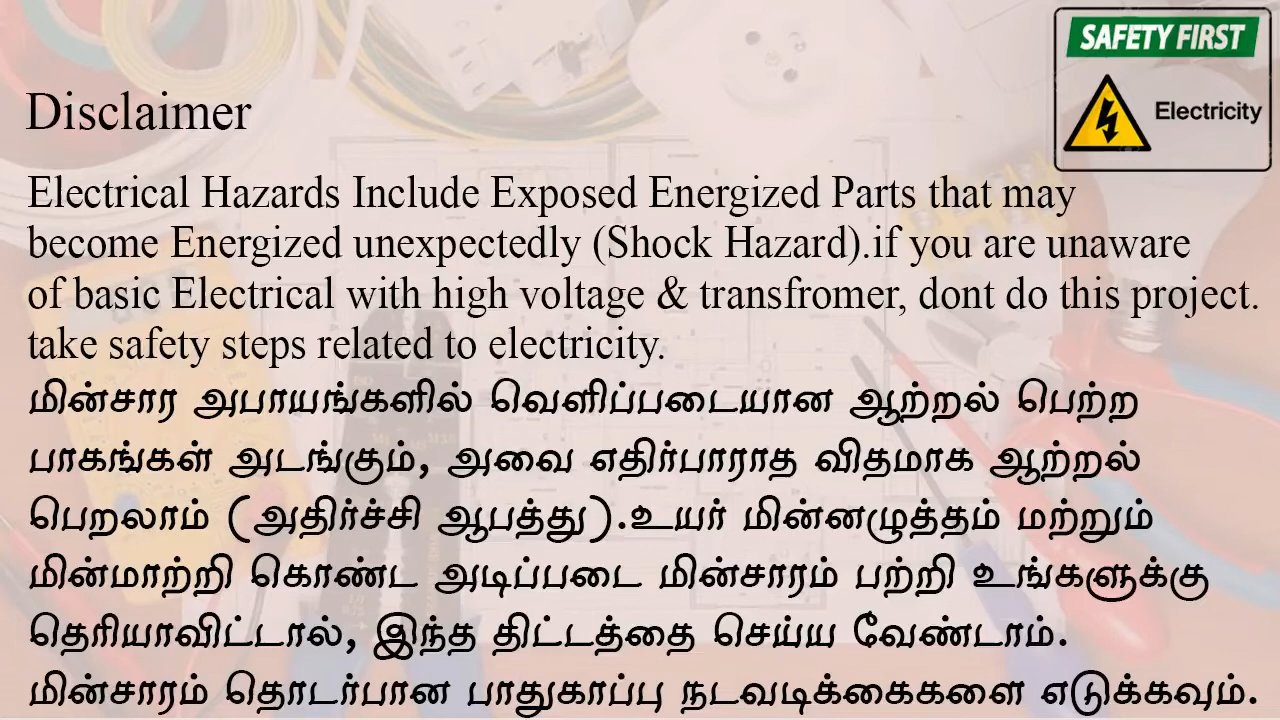 SAFETY FIRST
Electricity
Disclaimer
Electrical Hazards Include Exposed Energized Parts that may
become Energized unexpectedly (Shock Hazard).if you are unaware
of basic Electrical with high voltage & transfromer, dont do this project.
take safety steps related to electricity.
மின்சார அபாயங்களில் வெளிப்படையான ஆற்றல் பெற்ற
பாகங்கள் அடங்கும், அவை எதிர்பாராத விதமாக ஆற்றல்
பெறலாம் (அதிர்ச்சி ஆபத்து).உயர் மின்னழுத்தம் மற்றும்
மின்மாற்றி கொண்ட அடிப்படை மின்சாரம் பற்றி உங்களுக்கு
தெரியாவிட்டால், இந்த திட்டத்தை செய்ய வேண்டாம்.
மின்சாரம் தொடர்பான பாதுகாப்பு நடவடிக்கைகளை எடுக்கவும்.